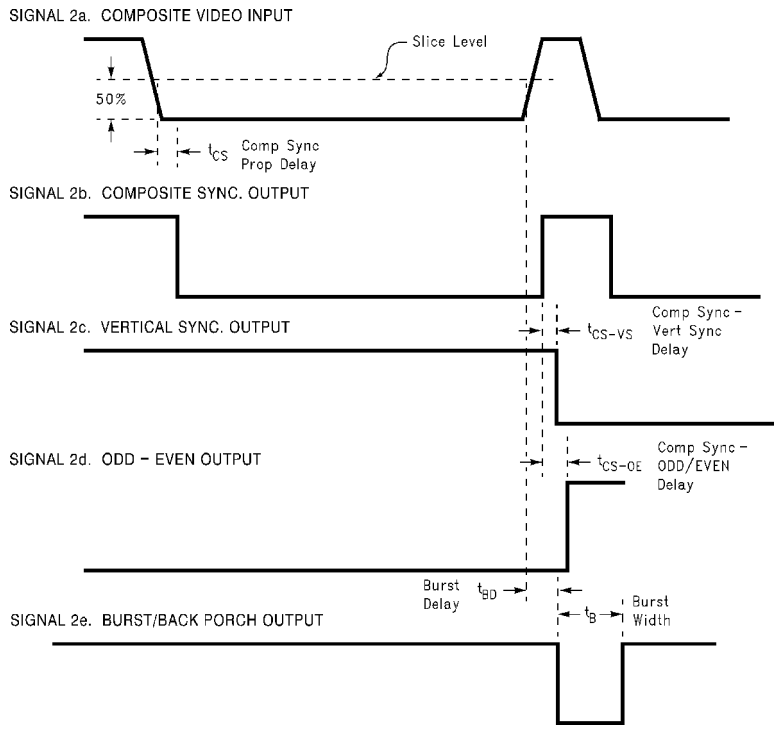 SIGNAL 2a. COMPOSITE VIDEO INPUT
Slice Level
50%
tCS Comp Sync
Prop Delay
SIGNAL 2b. COMPOSITE SYNC. OUTPUT
SIGNAL 2c. VERTICAL SYNC. OUTPUT
tCS-VS
Comp Sync –
Vert Sync
Delay
SIGNAL 2d. ODD – EVEN OUTPUT
tCS-OE
Comp Sync –
ODD/EVEN
Delay
Burst
Delay
tBD
SIGNAL 2e. BURST/BACK PORCH OUTPUT
tB
Burst
Width